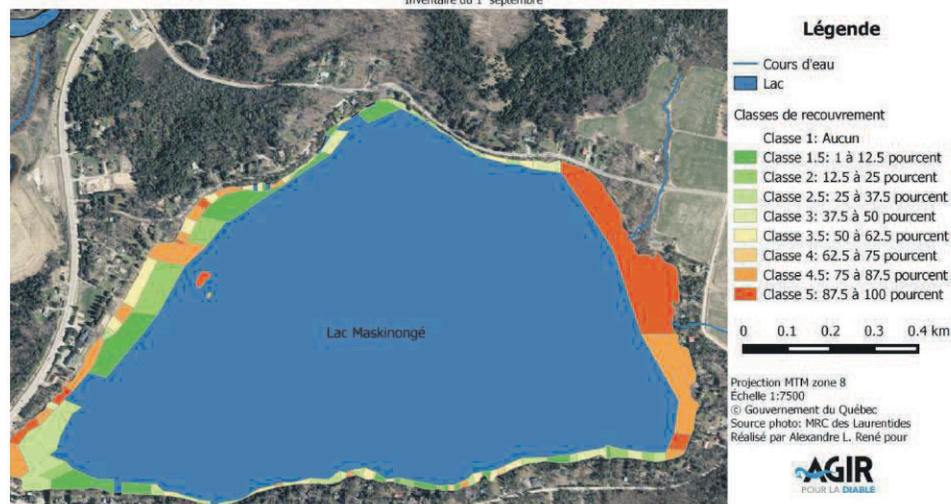 Inventaire du 1er septembre
Lac Maskinongé
Légende
Cours d'eau
Lac
Classes de recouvrement
Classe 1: Aucun
Classe 1.5: 1 à 12.5 pourcent
Classe 2: 12.5 à 25 pourcent
Classe 2.5: 25 à 37.5 pourcent
Classe 3: 37.5 à 50 pourcent
Classe 3.5: 50 à 62.5 pourcent
Classe 4: 62.5 à 75 pourcent
Classe 4.5: 75 à 87.5 pourcent
Classe 5: 87.5 à 100 pourcent
0 0.1 0.2 0.3 0.4 km
Projection MTM zone 8
Échelle 1:7500
© Gouvernement du Québec
Source photo: MRC des Laurentides
Réalisé par Alexandre L. René pour
AGIR
POUR LA DIABLE